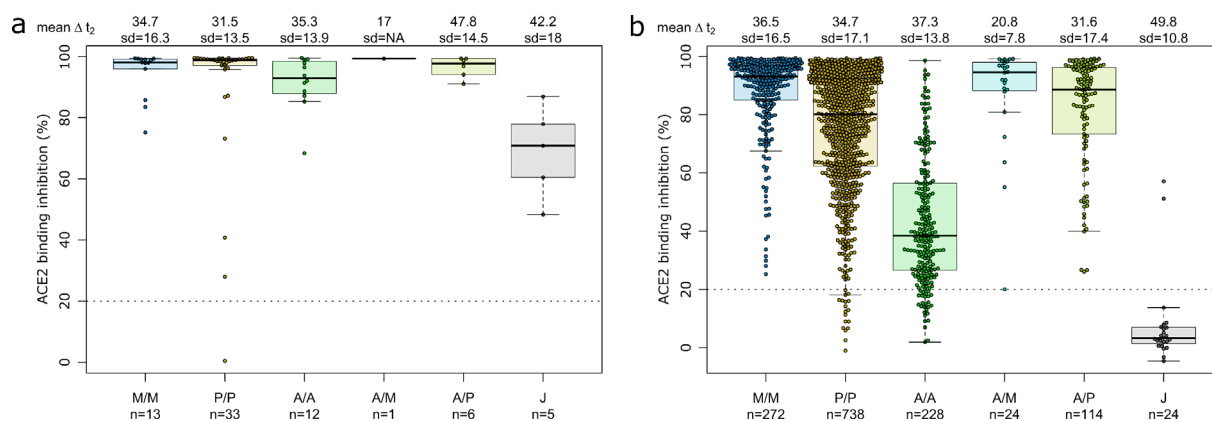 a
mean Δ t2
34.7 31.5 35.3 17 47.8 42.2
sd=16.3 sd=13.5 sd=13.9 sd=NA sd=14.5 sd=18
ACE2 binding inhibition (%)
100
80
60
40
20
0
M/M P/P A/A A/M A/P J
n=13 n=33 n=12 n=1 n=6 n=5
b
mean Δ t2
36.5 34.7 37.3 20.8 31.6 49.8
sd=16.5 sd=17.1 sd=13.8 sd=7.8 sd=17.4 sd=10.8
ACE2 binding inhibition (%)
100
80
60
40
20
0
M/M P/P A/A A/M A/P J
n=272 n=738 n=228 n=24 n=114 n=24